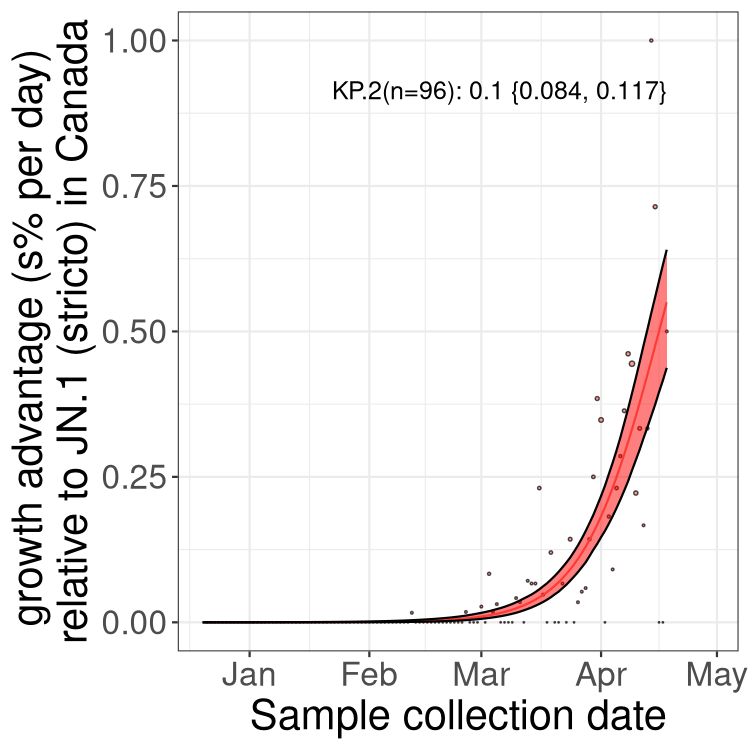 growth advantage (s% per day)
relative to JN.1 (stricto) in Canada
1.00
0.75
0.50
0.25
0.00
KP.2(n=96): 0.1 {0.084, 0.117}
Jan Feb Mar Apr May
Sample collection date